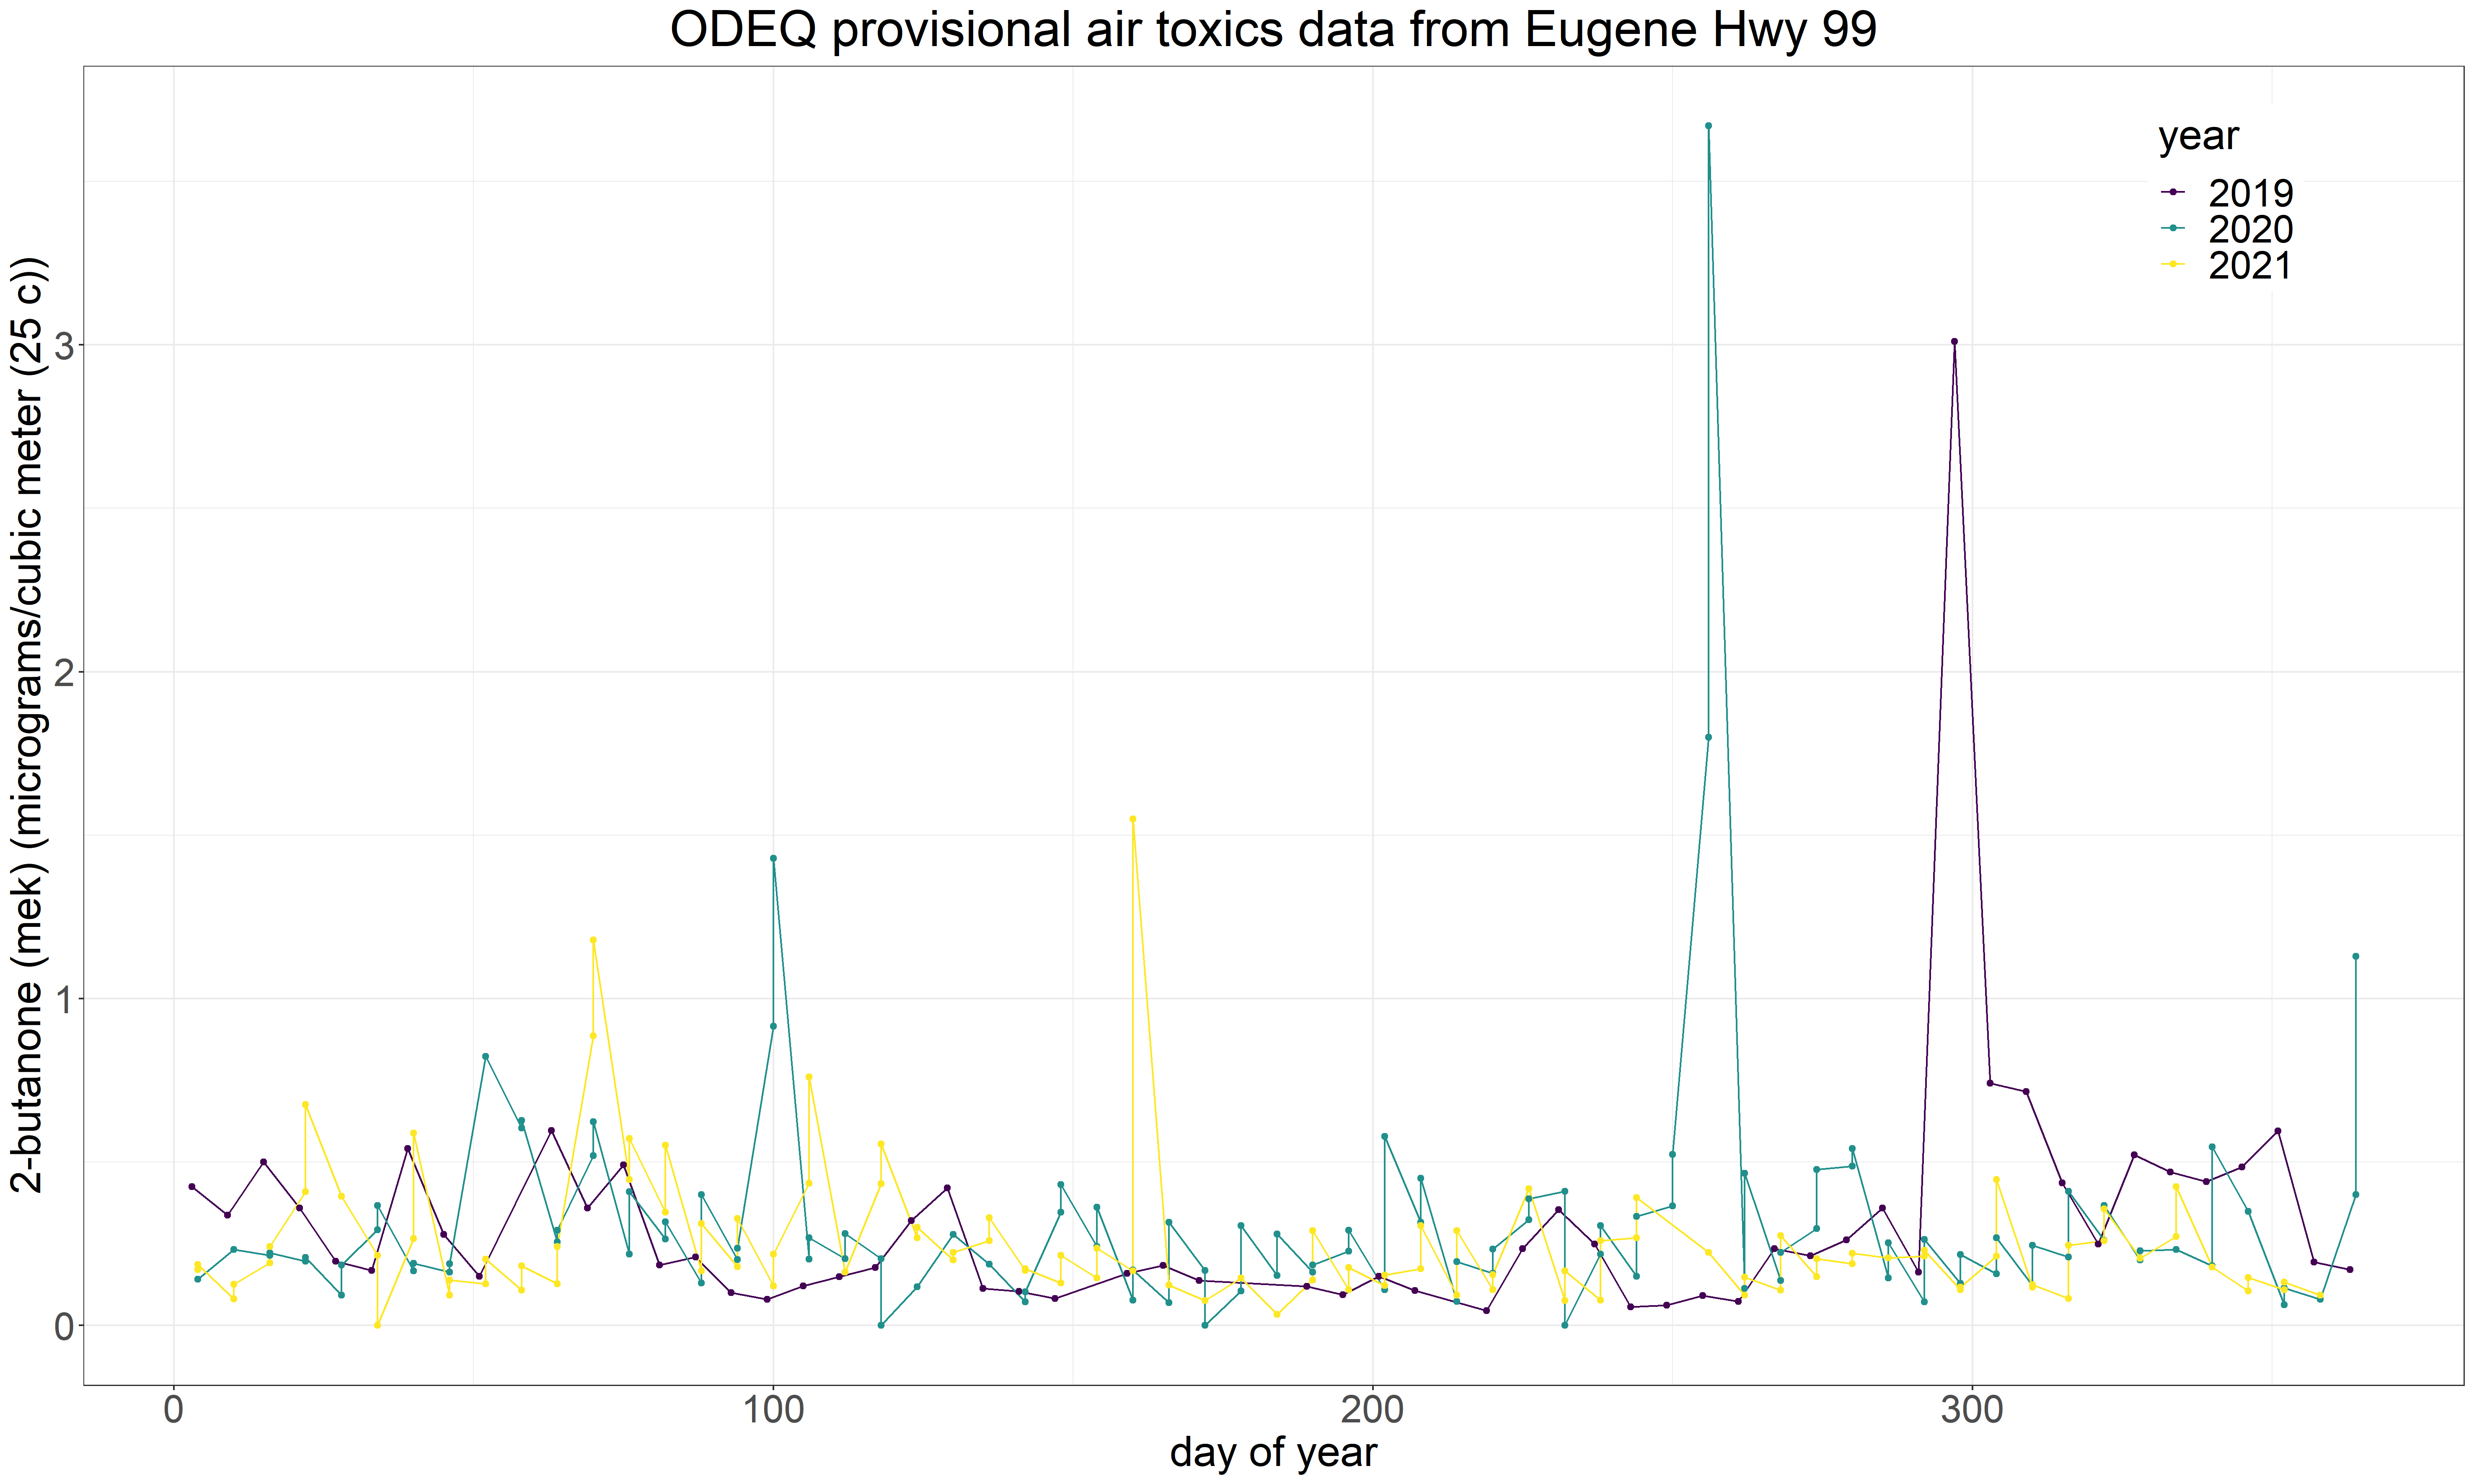 ODEQ provisional air toxics data from Eugene Hwy 99
2-butanone (mek) (micrograms/cubic meter (25 c))
3
2
1
0
year
2019
2020
2021
0 100 200 300
day of year